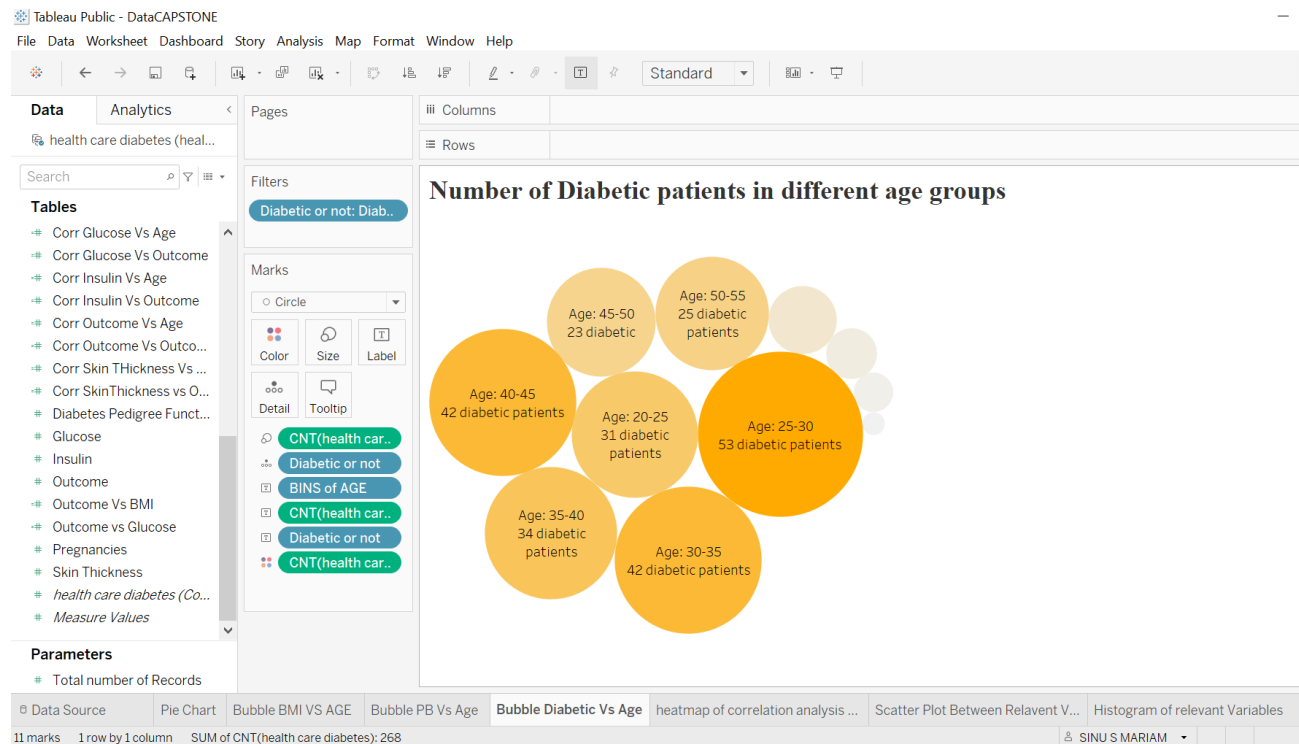 Tableau Public - DataCAPSTONE
File Data Worksheet Dashboard Story Analysis Map Format Window Help
Standard
Data Analytics
health care diabetes (heal...
Search
Tables
Corr Glucose Vs Age
Corr Glucose Vs Outcome
Corr Insulin Vs Age
Corr Insulin Vs Outcome
Corr Outcome Vs Age
Corr Outcome Vs Outco...
Corr Skin THickness Vs ...
Corr SkinThickness vs O...
Diabetes Pedigree Funct...
Glucose
Insulin
Outcome
Outcome Vs BMI
Outcome vs Glucose
Pregnancies
Skin Thickness
health care diabetes (Co...
Measure Values
Parameters
Total number of Records
Pages
Filters
Diabetic or not: Diab..
Marks
Circle
Color Size Label
Detail Tooltip
CNT(health car..
Diabetic or not
BINS of AGE
CNT(health car..
Diabetic or not
CNT(health car..
Columns
Rows
Number of Diabetic patients in different age groups
Age: 45-50
23 diabetic
Age: 50-55
25 diabetic
patients
Age: 40-45
42 diabetic patients
Age: 20-25
31 diabetic
patients
Age: 25-30
53 diabetic patients
Age: 35-40
34 diabetic
patients
Age: 30-35
42 diabetic patients
Data Source Pie Chart Bubble BMI VS AGE Bubble PB Vs Age Bubble Diabetic Vs Age heatmap of correlation analysis ... Scatter Plot Between Relavent V... Histogram of relevant Variables
11 marks 1 row by 1 column SUM of CNT(health care diabetes): 268 SINU S MARIAM